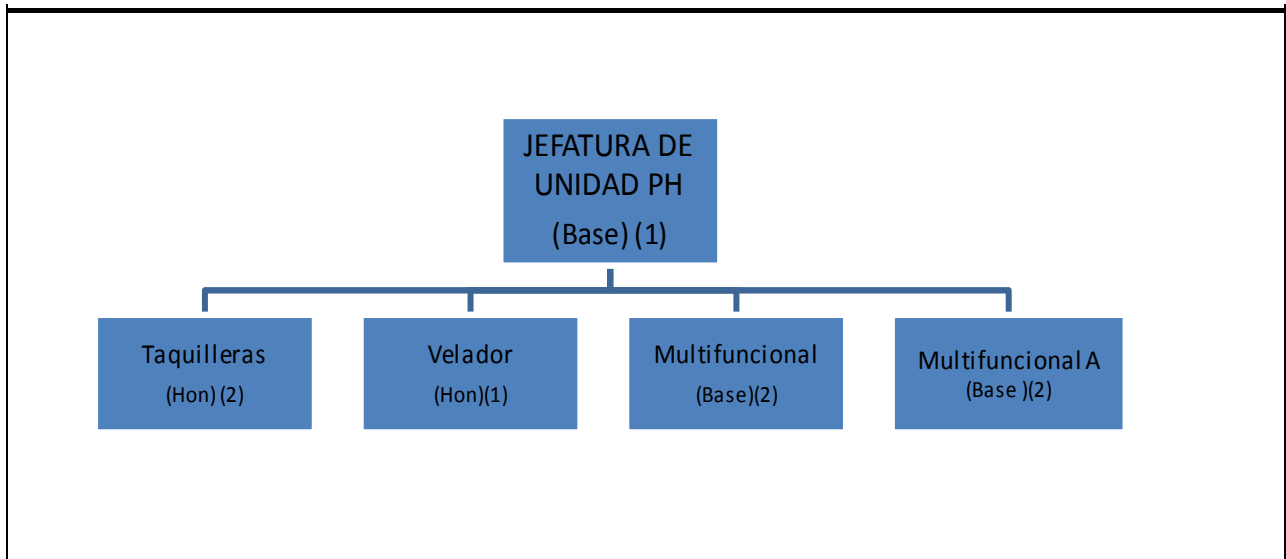 JEFATURA DE
UNIDAD PH
(Base) (1)
Taquilleras
(Hon) (2)
Velador
(Hon)(1)
Multifuncional
(Base)(2)
Multifuncional A
(Base )(2)